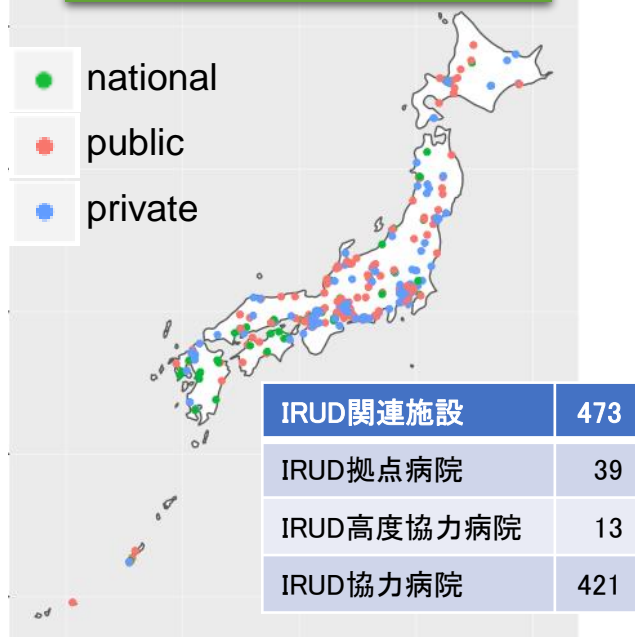 national
public
private
IRUD関連施設 473
IRUD拠点病院 39
IRUD高度協力病院 13
IRUD協力病院 421